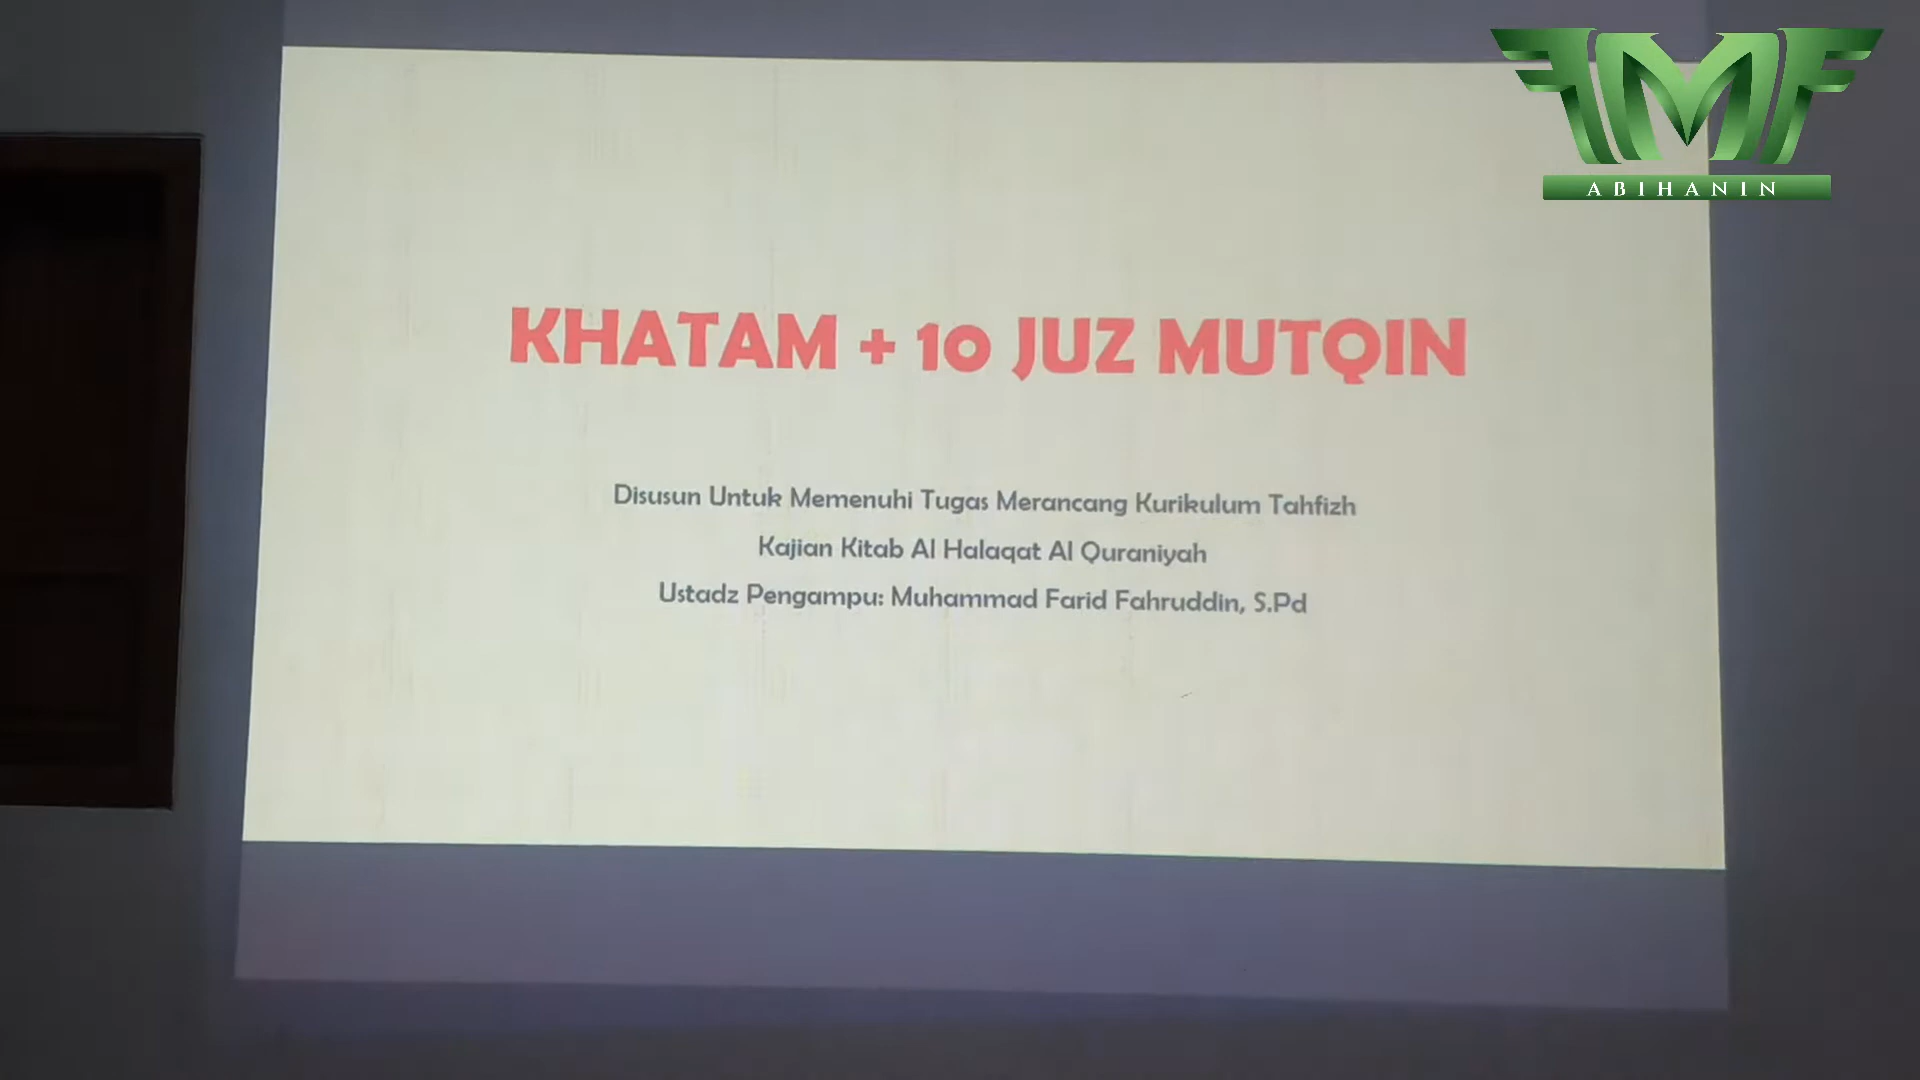 FMF
ABIHANIN
KHATAM + 10 JUZ MUTQIN
Disusun Untuk Memenuhi Tugas Merancang Kurikulum Tahfizh
Kajian Kitab Al Halaqat Al Quraniyah
Ustadz Pengampu: Muhammad Farid Fahruddin, S.Pd